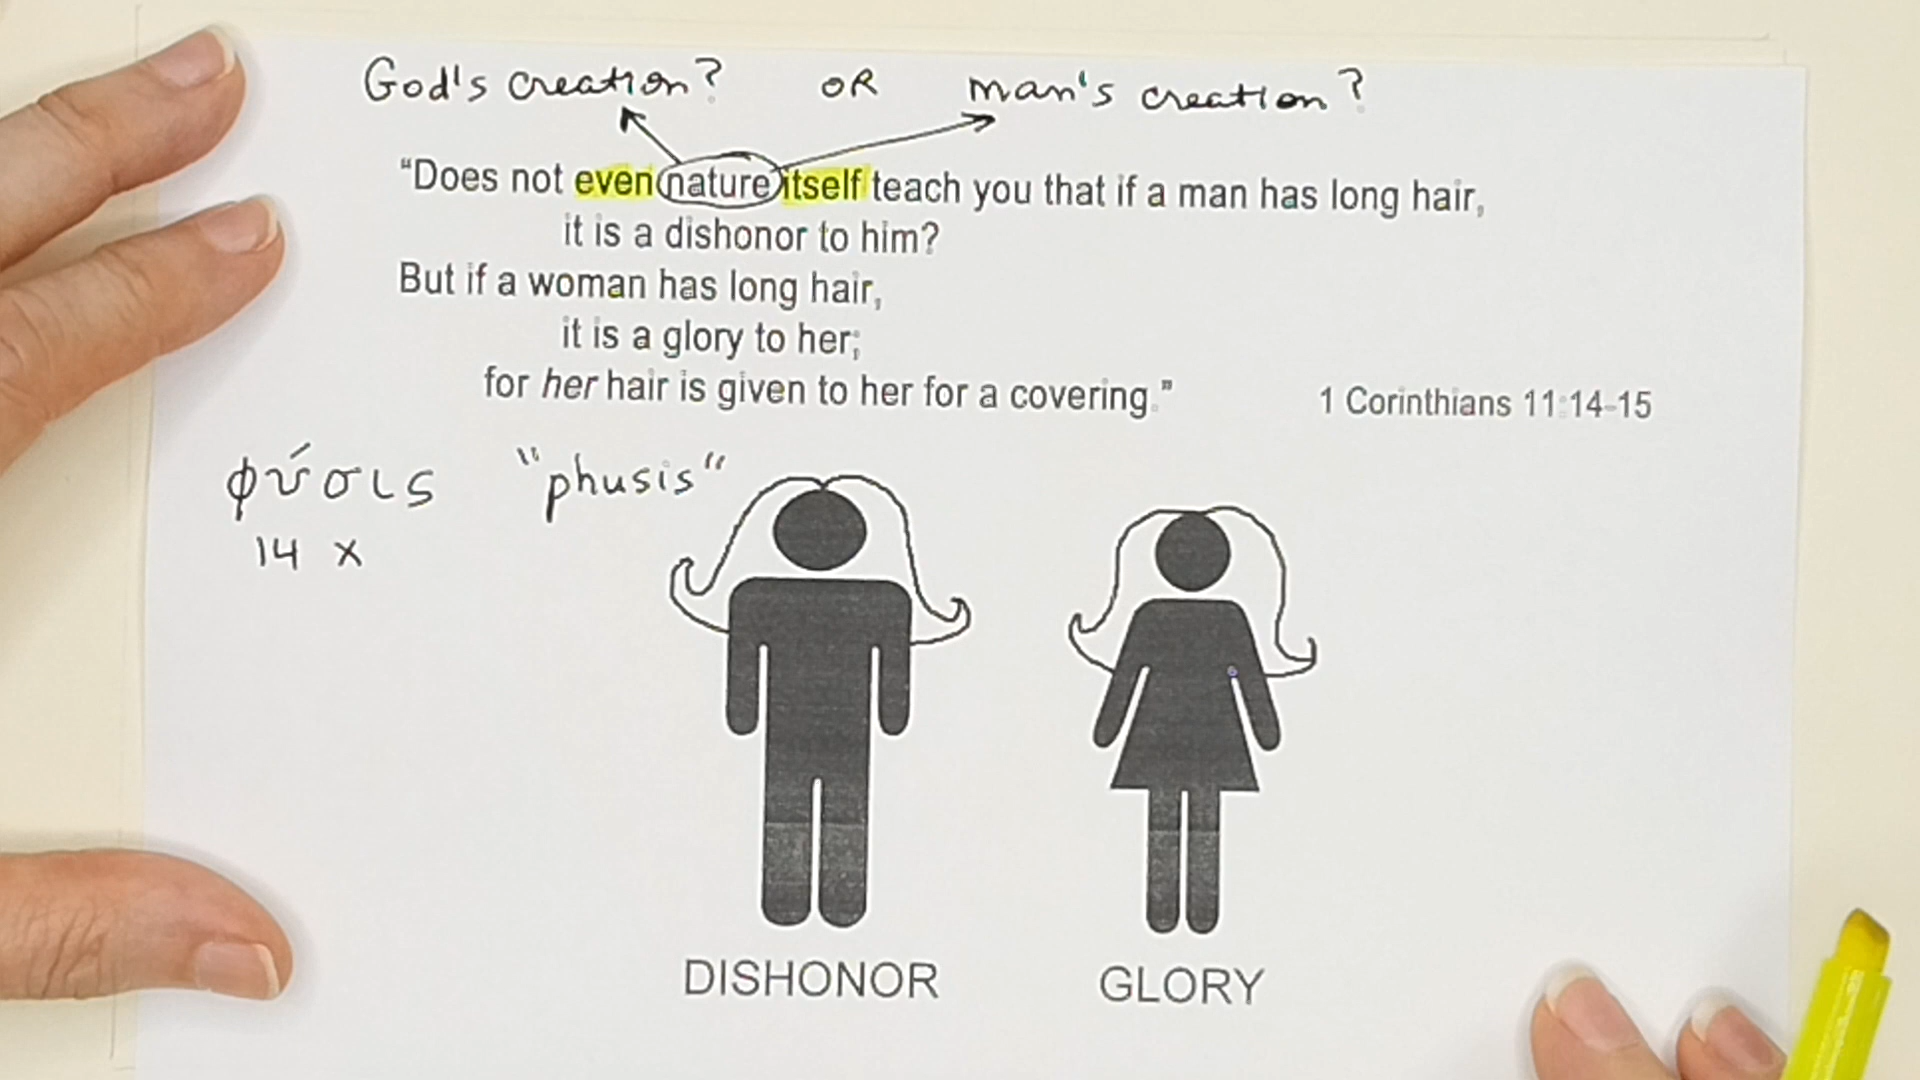 God's creation? OR man's creation?
“Does not even nature itself teach you that if a man has long hair,
it is a dishonor to him?
But if a woman has long hair,
it is a glory to her;
for her hair is given to her for a covering.”
1 Corinthians 11:14-15
φύσις "phusis"
14 x
DISHONOR
GLORY